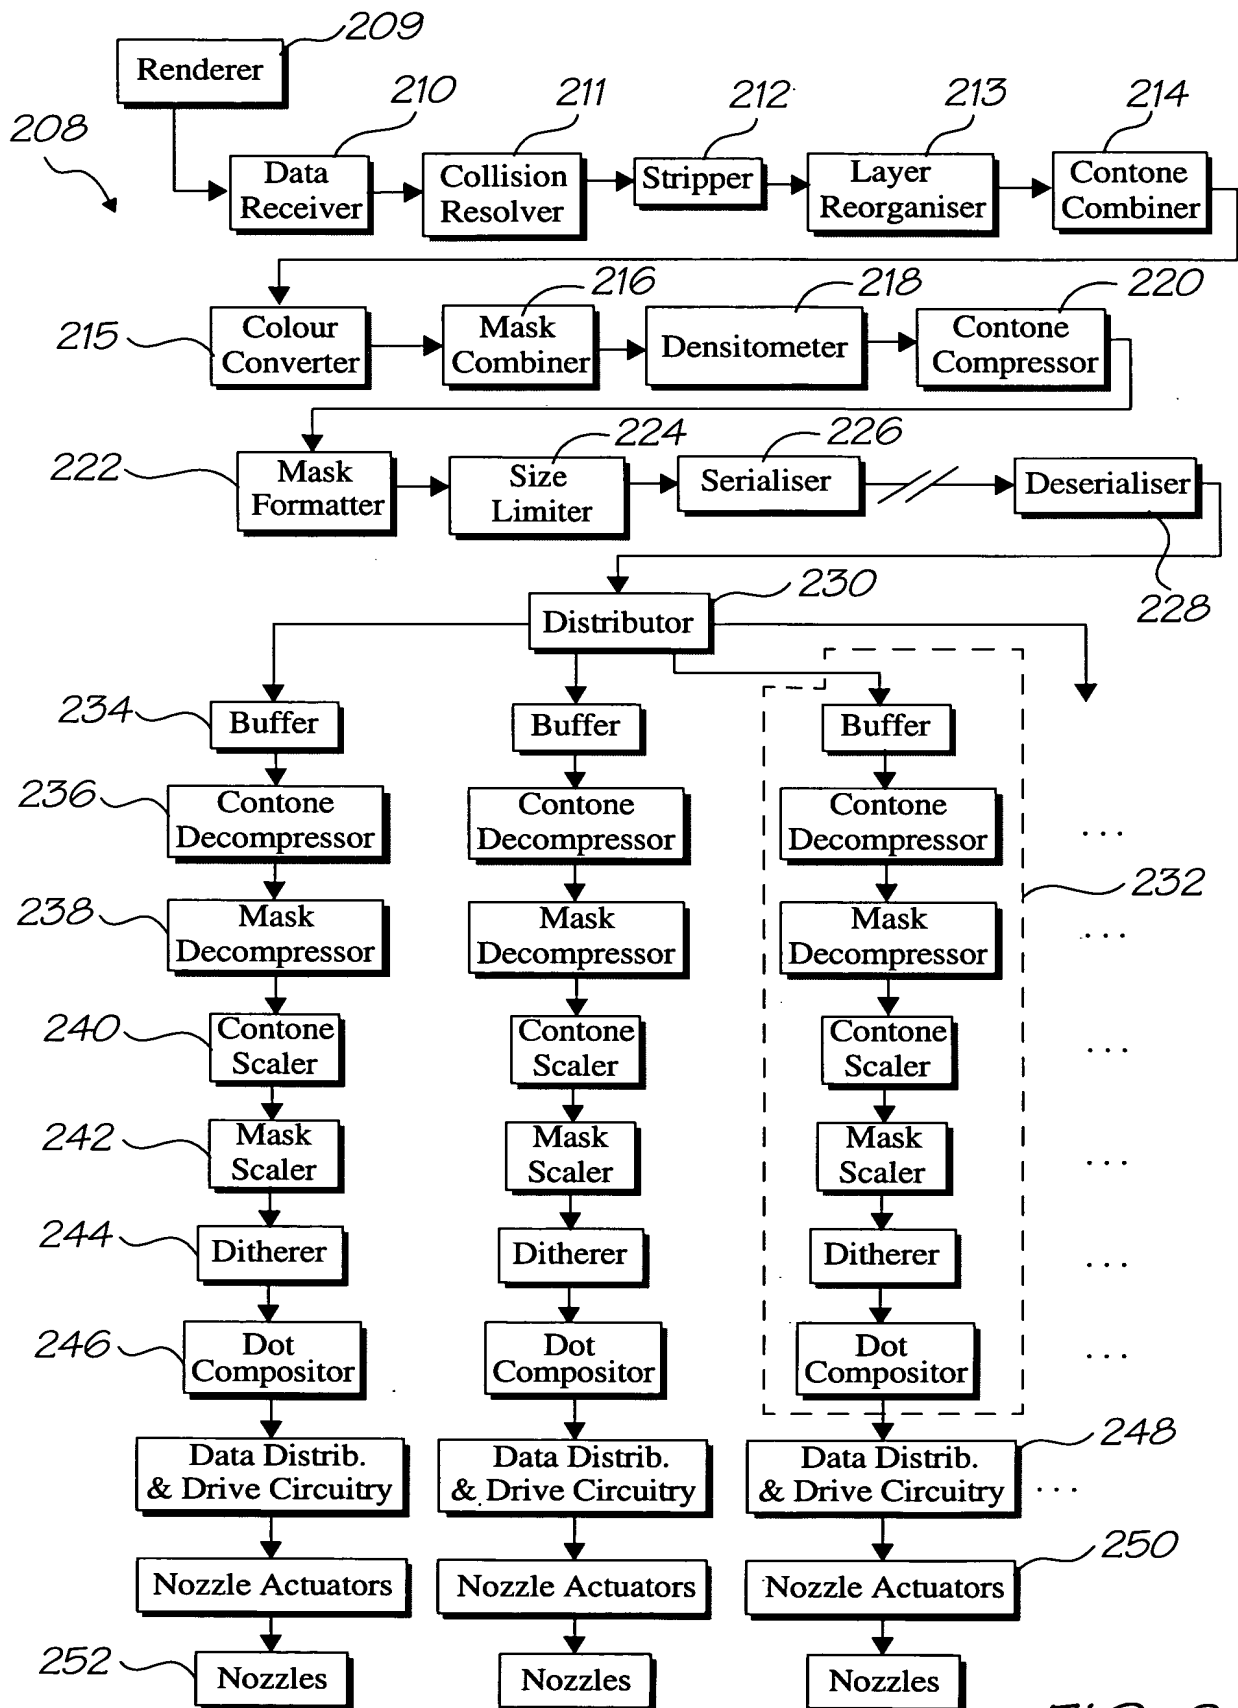 209
Renderer
210
211
212
213
214
208
Data
Receiver
Collision
Resolver
Stripper
Layer
Reorganiser
Contone
Combiner
216
218
220
215
Colour
Converter
Mask
Combiner
Densitometer
Contone
Compressor
224
226
222
Mask
Formatter
Size
Limiter
Serialiser
Deserialiser
228
230
Distributor
234
Buffer
Buffer
Buffer
236
Contone
Decompressor
Contone
Decompressor
Contone
Decompressor
...
232
238
Mask
Decompressor
Mask
Decompressor
Mask
Decompressor
...
240
Contone
Scaler
Contone
Scaler
Contone
Scaler
...
242
Mask
Scaler
Mask
Scaler
Mask
Scaler
...
244
Ditherer
Ditherer
Ditherer
...
246
Dot
Compositor
Dot
Compositor
Dot
Compositor
...
Data Distrib.
& Drive Circuitry
Data Distrib.
& Drive Circuitry
Data Distrib.
& Drive Circuitry
248
...
Nozzle Actuators
Nozzle Actuators
Nozzle Actuators
250
252
Nozzles
Nozzles
Nozzles